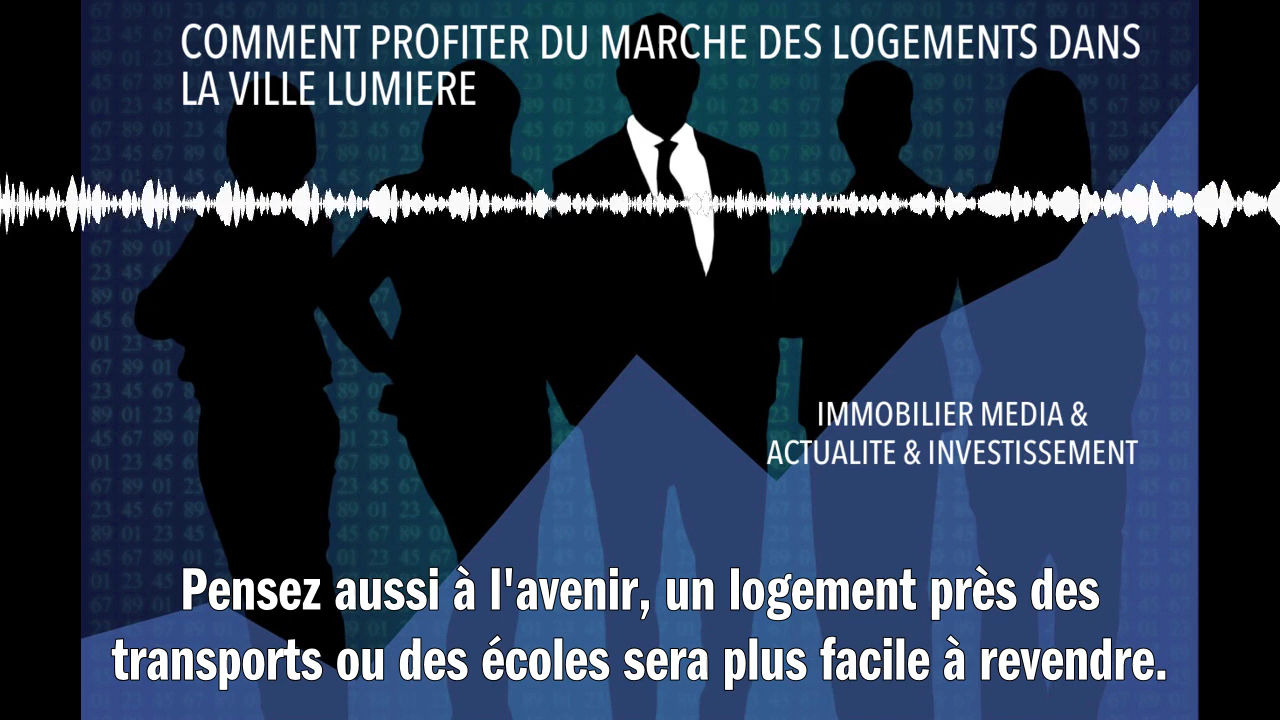 COMMENT PROFITER DU MARCHE DES LOGEMENTS DANS
LA VILLE LUMIERE
IMMOBILIER MEDIA &
ACTUALITE & INVESTISSEMENT
Pensez aussi à l'avenir, un logement près des
transports ou des écoles sera plus facile à revendre.